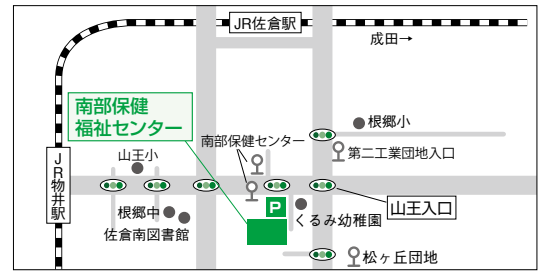 JR佐倉駅
成田→
南部保健
福祉センター
根郷小
南部保健センター
第二工業団地入口
山王小
JR物井駅
P
山王入口
根郷中
くるみ幼稚園
佐倉南図書館
松ヶ丘団地